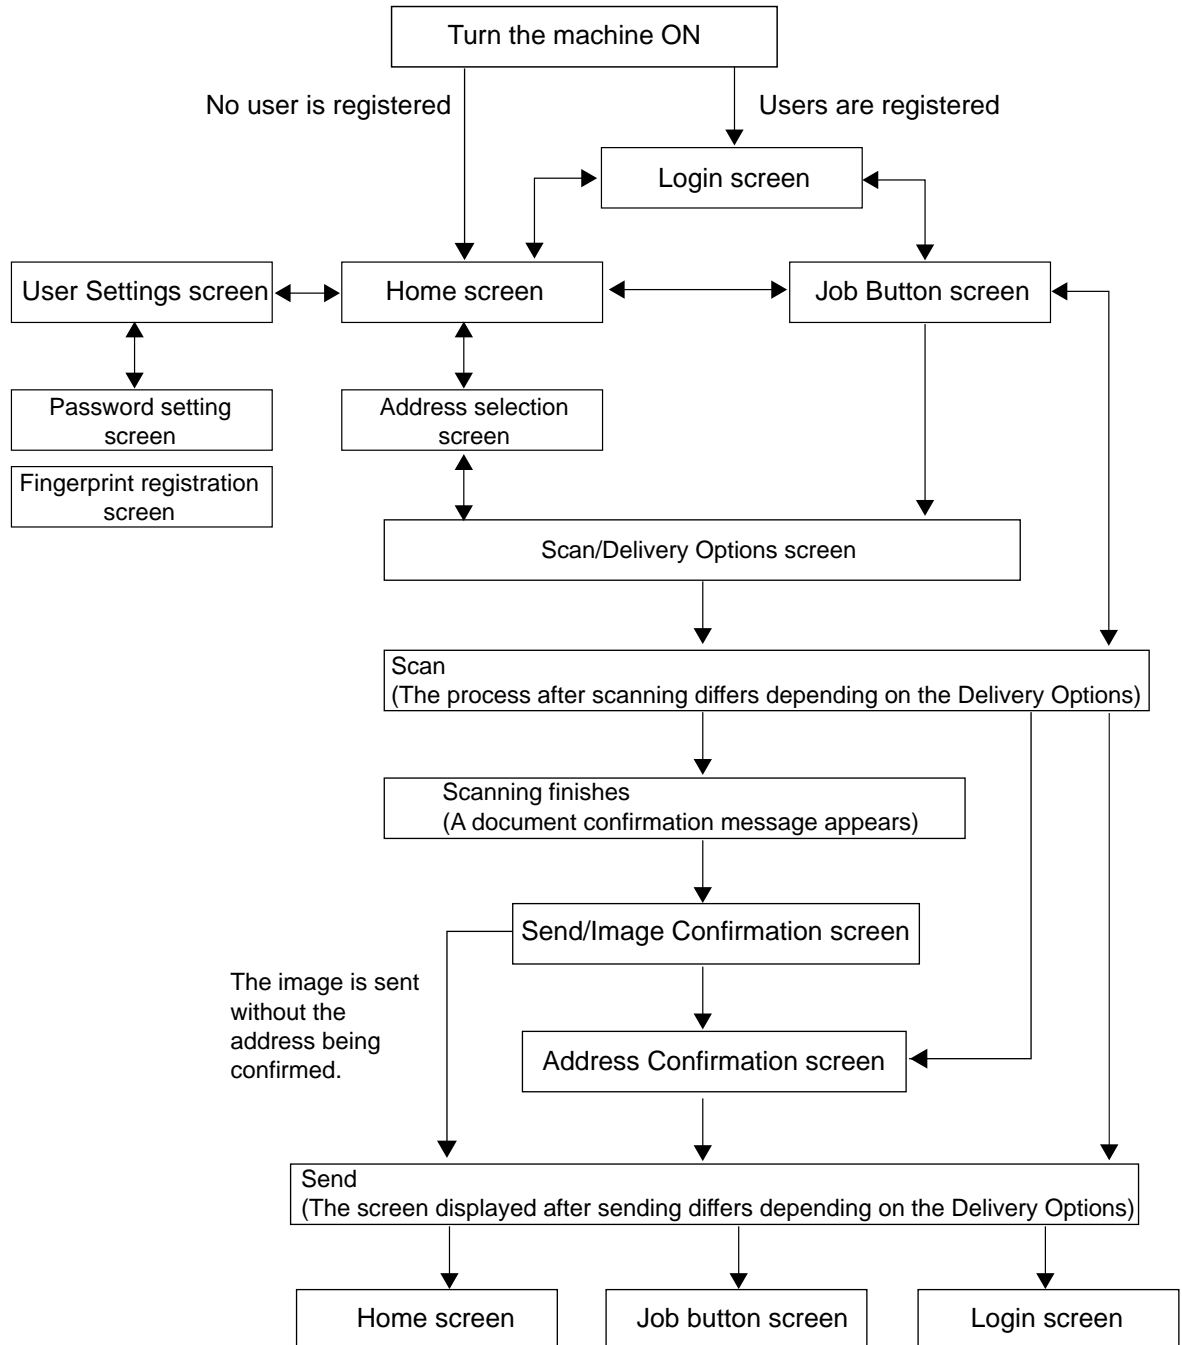 Turn the machine ON
No user is registered
Users are registered
Login screen
User Settings screen
Home screen
Job Button screen
Password setting
screen
Address selection
screen
Fingerprint registration
screen
Scan/Delivery Options screen
Scan
(The process after scanning differs depending on the Delivery Options)
Scanning finishes
(A document confirmation message appears)
Send/Image Confirmation screen
The image is sent
without the
address being
confirmed.
Address Confirmation screen
Send
(The screen displayed after sending differs depending on the Delivery Options)
Home screen
Job button screen
Login screen